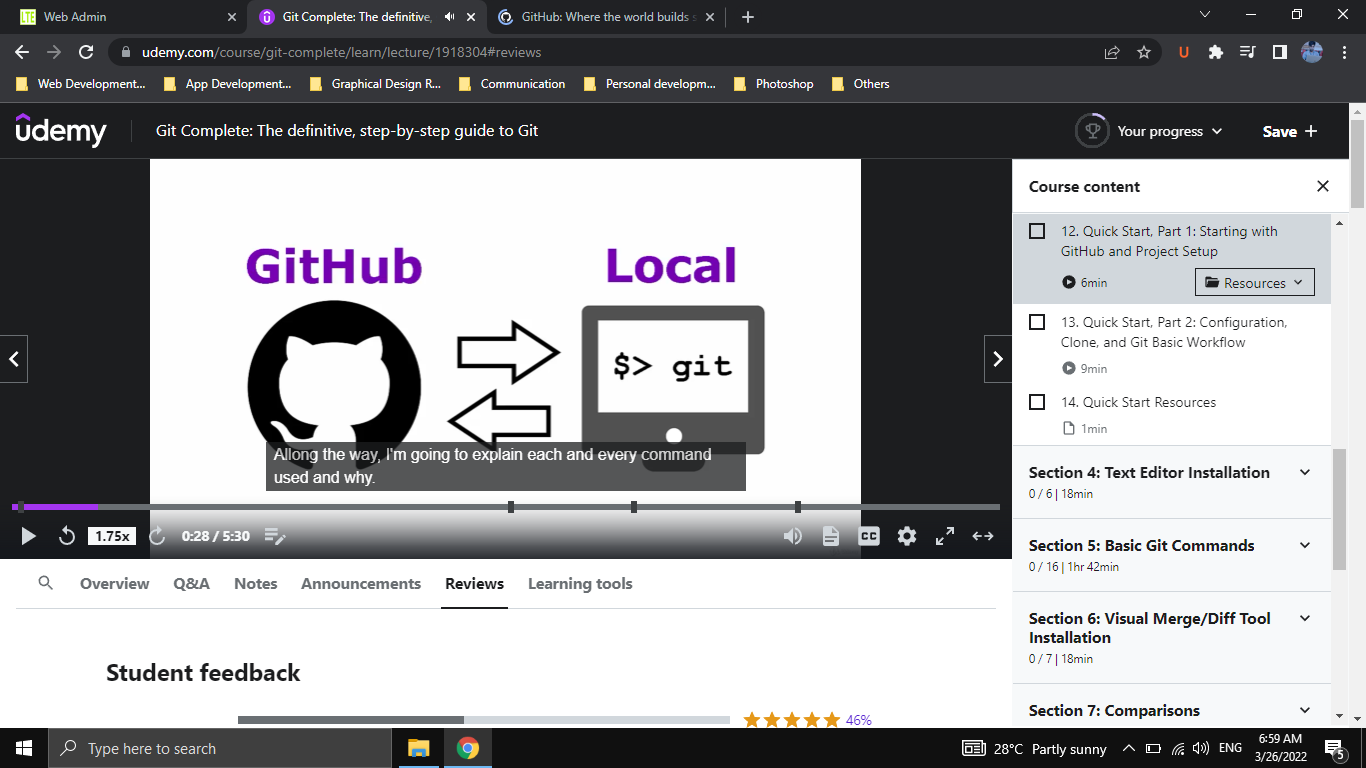 Web Admin
Git Complete: The definitive,
GitHub: Where the world builds s
udemy.com/course/git-complete/learn/lecture/1918304#reviews
Web Development...
App Development...
Graphical Design R...
Communication
Personal developm...
Photoshop
Others
udemy
Git Complete: The definitive, step-by-step guide to Git
Your progress
Save +
GitHub
Local
$> git
Allong the way, I'm going to explain each and every command
used and why.
1.75x
0:28 / 5:30
CC
Overview
Q&A
Notes
Announcements
Reviews
Learning tools
Student feedback
46%
Course content
12. Quick Start, Part 1: Starting with
GitHub and Project Setup
6min
Resources
13. Quick Start, Part 2: Configuration,
Clone, and Git Basic Workflow
9min
14. Quick Start Resources
1min
Section 4: Text Editor Installation
0 / 6 | 18min
Section 5: Basic Git Commands
0 / 16 | 1hr 42min
Section 6: Visual Merge/Diff Tool
Installation
0 / 7 | 18min
Section 7: Comparisons
Type here to search
28°C Partly sunny
ENG
6:59 AM
3/26/2022
5